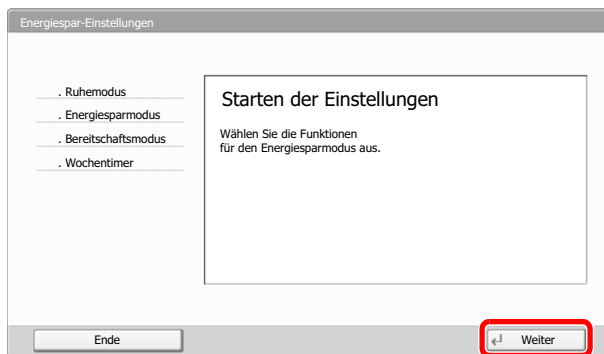 Energiespar-Einstellungen
. Ruhemodus
. Energiesparmodus
. Bereitschaftsmodus
. Wochentimer
Starten der Einstellungen
Wählen Sie die Funktionen
für den Energiesparmodus aus.
Ende
Weiter